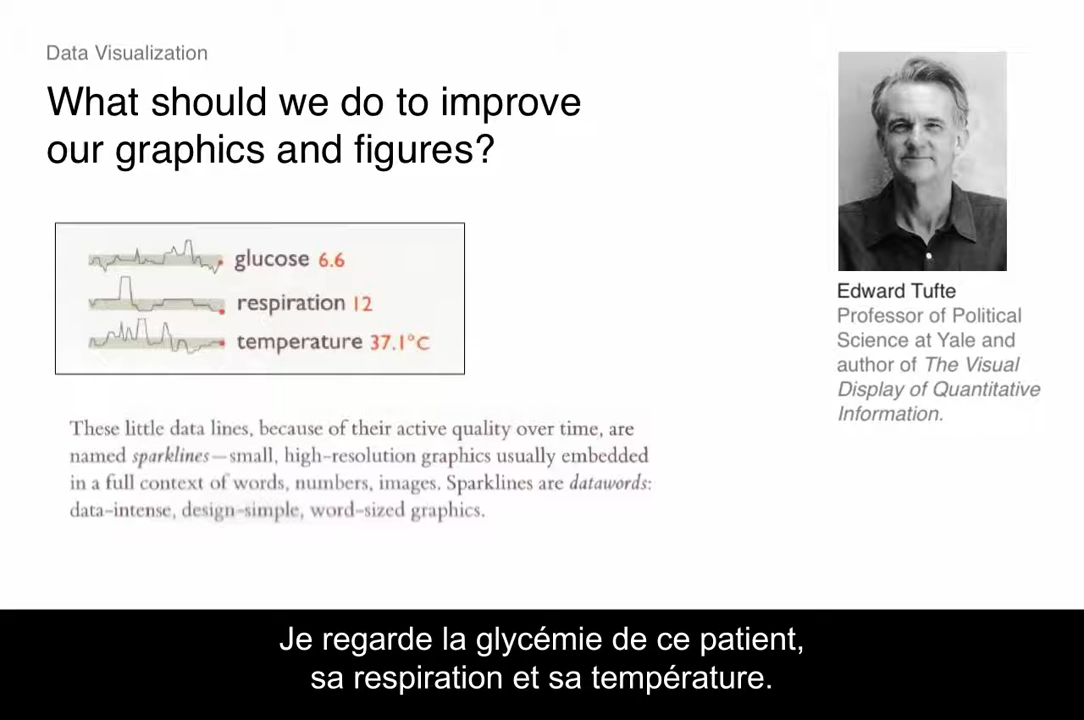 Data Visualization
What should we do to improve
our graphics and figures?
glucose 6.6
respiration 12
temperature 37.1°C
These little data lines, because of their active quality over time, are
named sparklines—small, high-resolution graphics usually embedded
in a full context of words, numbers, images. Sparklines are datawords:
data-intense, design-simple, word-sized graphics.
Edward Tufte
Professor of Political
Science at Yale and
author of The Visual
Display of Quantitative
Information.
Je regarde la glycémie de ce patient,
sa respiration et sa température.